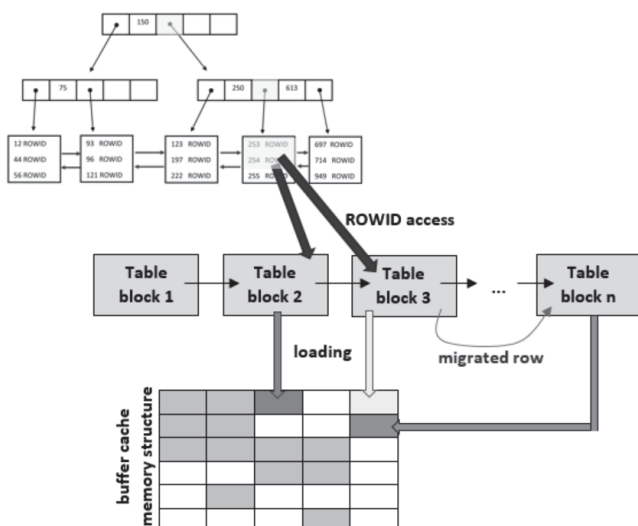 150
75
250 613
12 ROWID
44 ROWID
56 ROWID
93 ROWID
96 ROWID
121 ROWID
123 ROWID
197 ROWID
222 ROWID
253 ROWID
254 ROWID
255 ROWID
697 ROWID
714 ROWID
949 ROWID
ROWID access
Table
block 1
Table
block 2
Table
block 3
...
Table
block n
loading
migrated row
buffer cache
memory structure